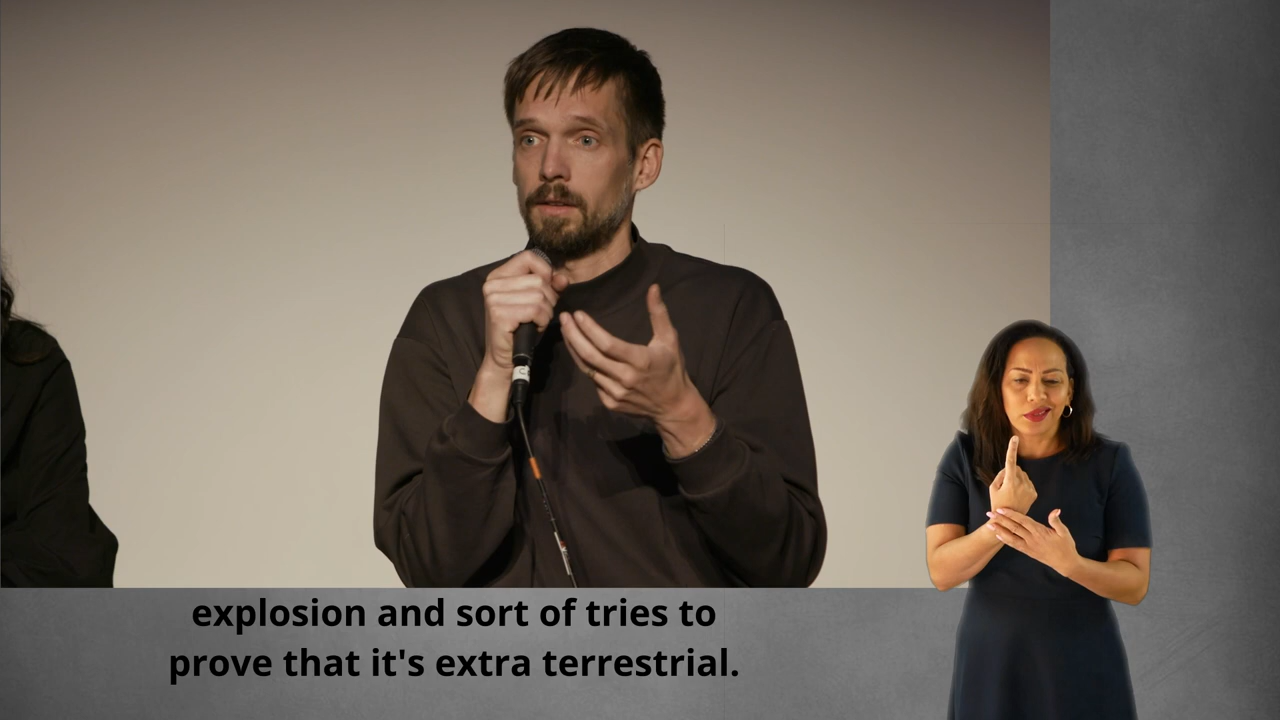 explosion and sort of tries to
prove that it's extra terrestrial.